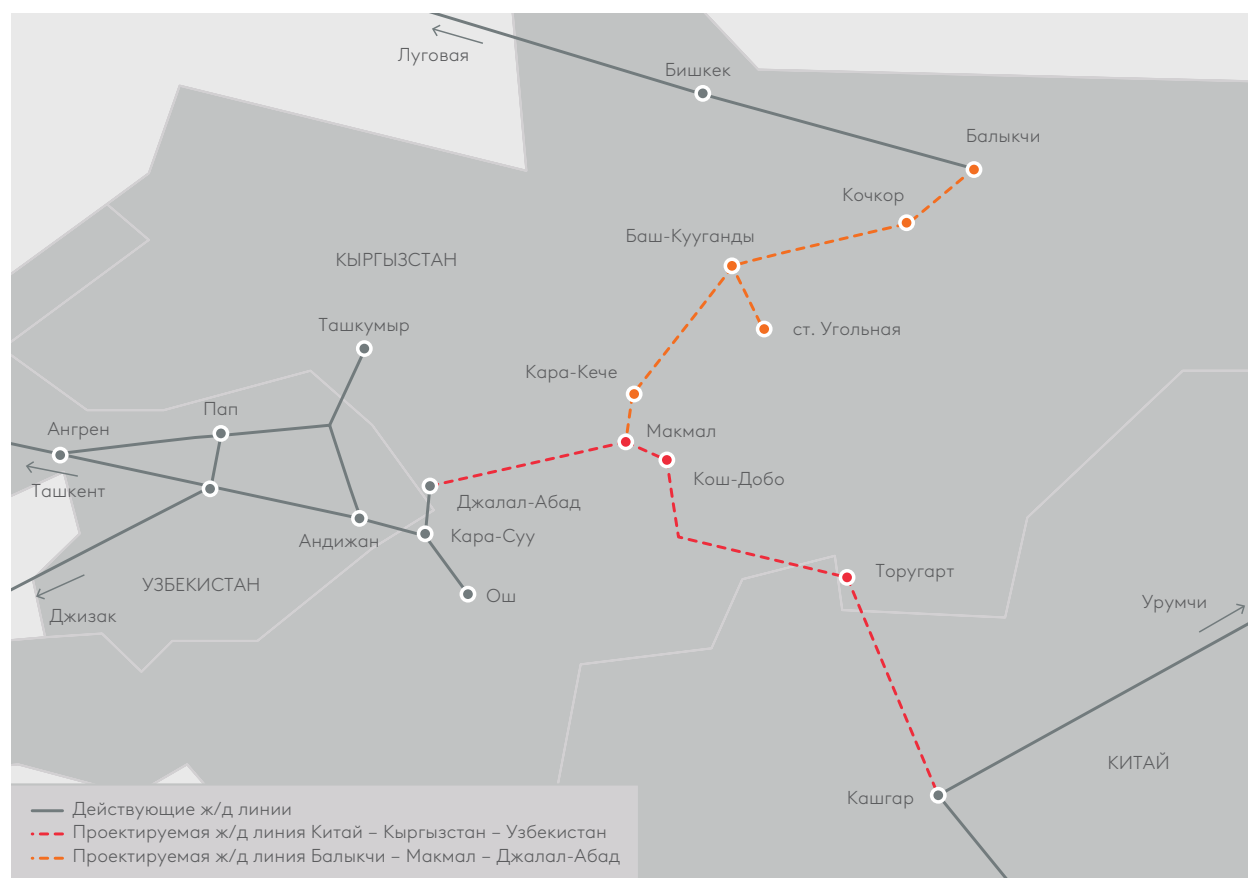 Луговая
Бишкек
Балыкчи
Кочкор
Баш-Кууганды
КЫРГЫЗСТАН
Ташкумыр
ст. Угольная
Кара-Кече
Пап
Ангрен
Макмал
Ташкент
Кош-Добо
Джалал-Абад
Андижан
Кара-Суу
Торугарт
УЗБЕКИСТАН
Ош
Урумчи
Джизак
КИТАЙ
Кашгар
Действующие ж/д линии
Проектируемая ж/д линия Китай – Кыргызстан – Узбекистан
Проектируемая ж/д линия Балыкчи – Макмал – Джалал-Абад